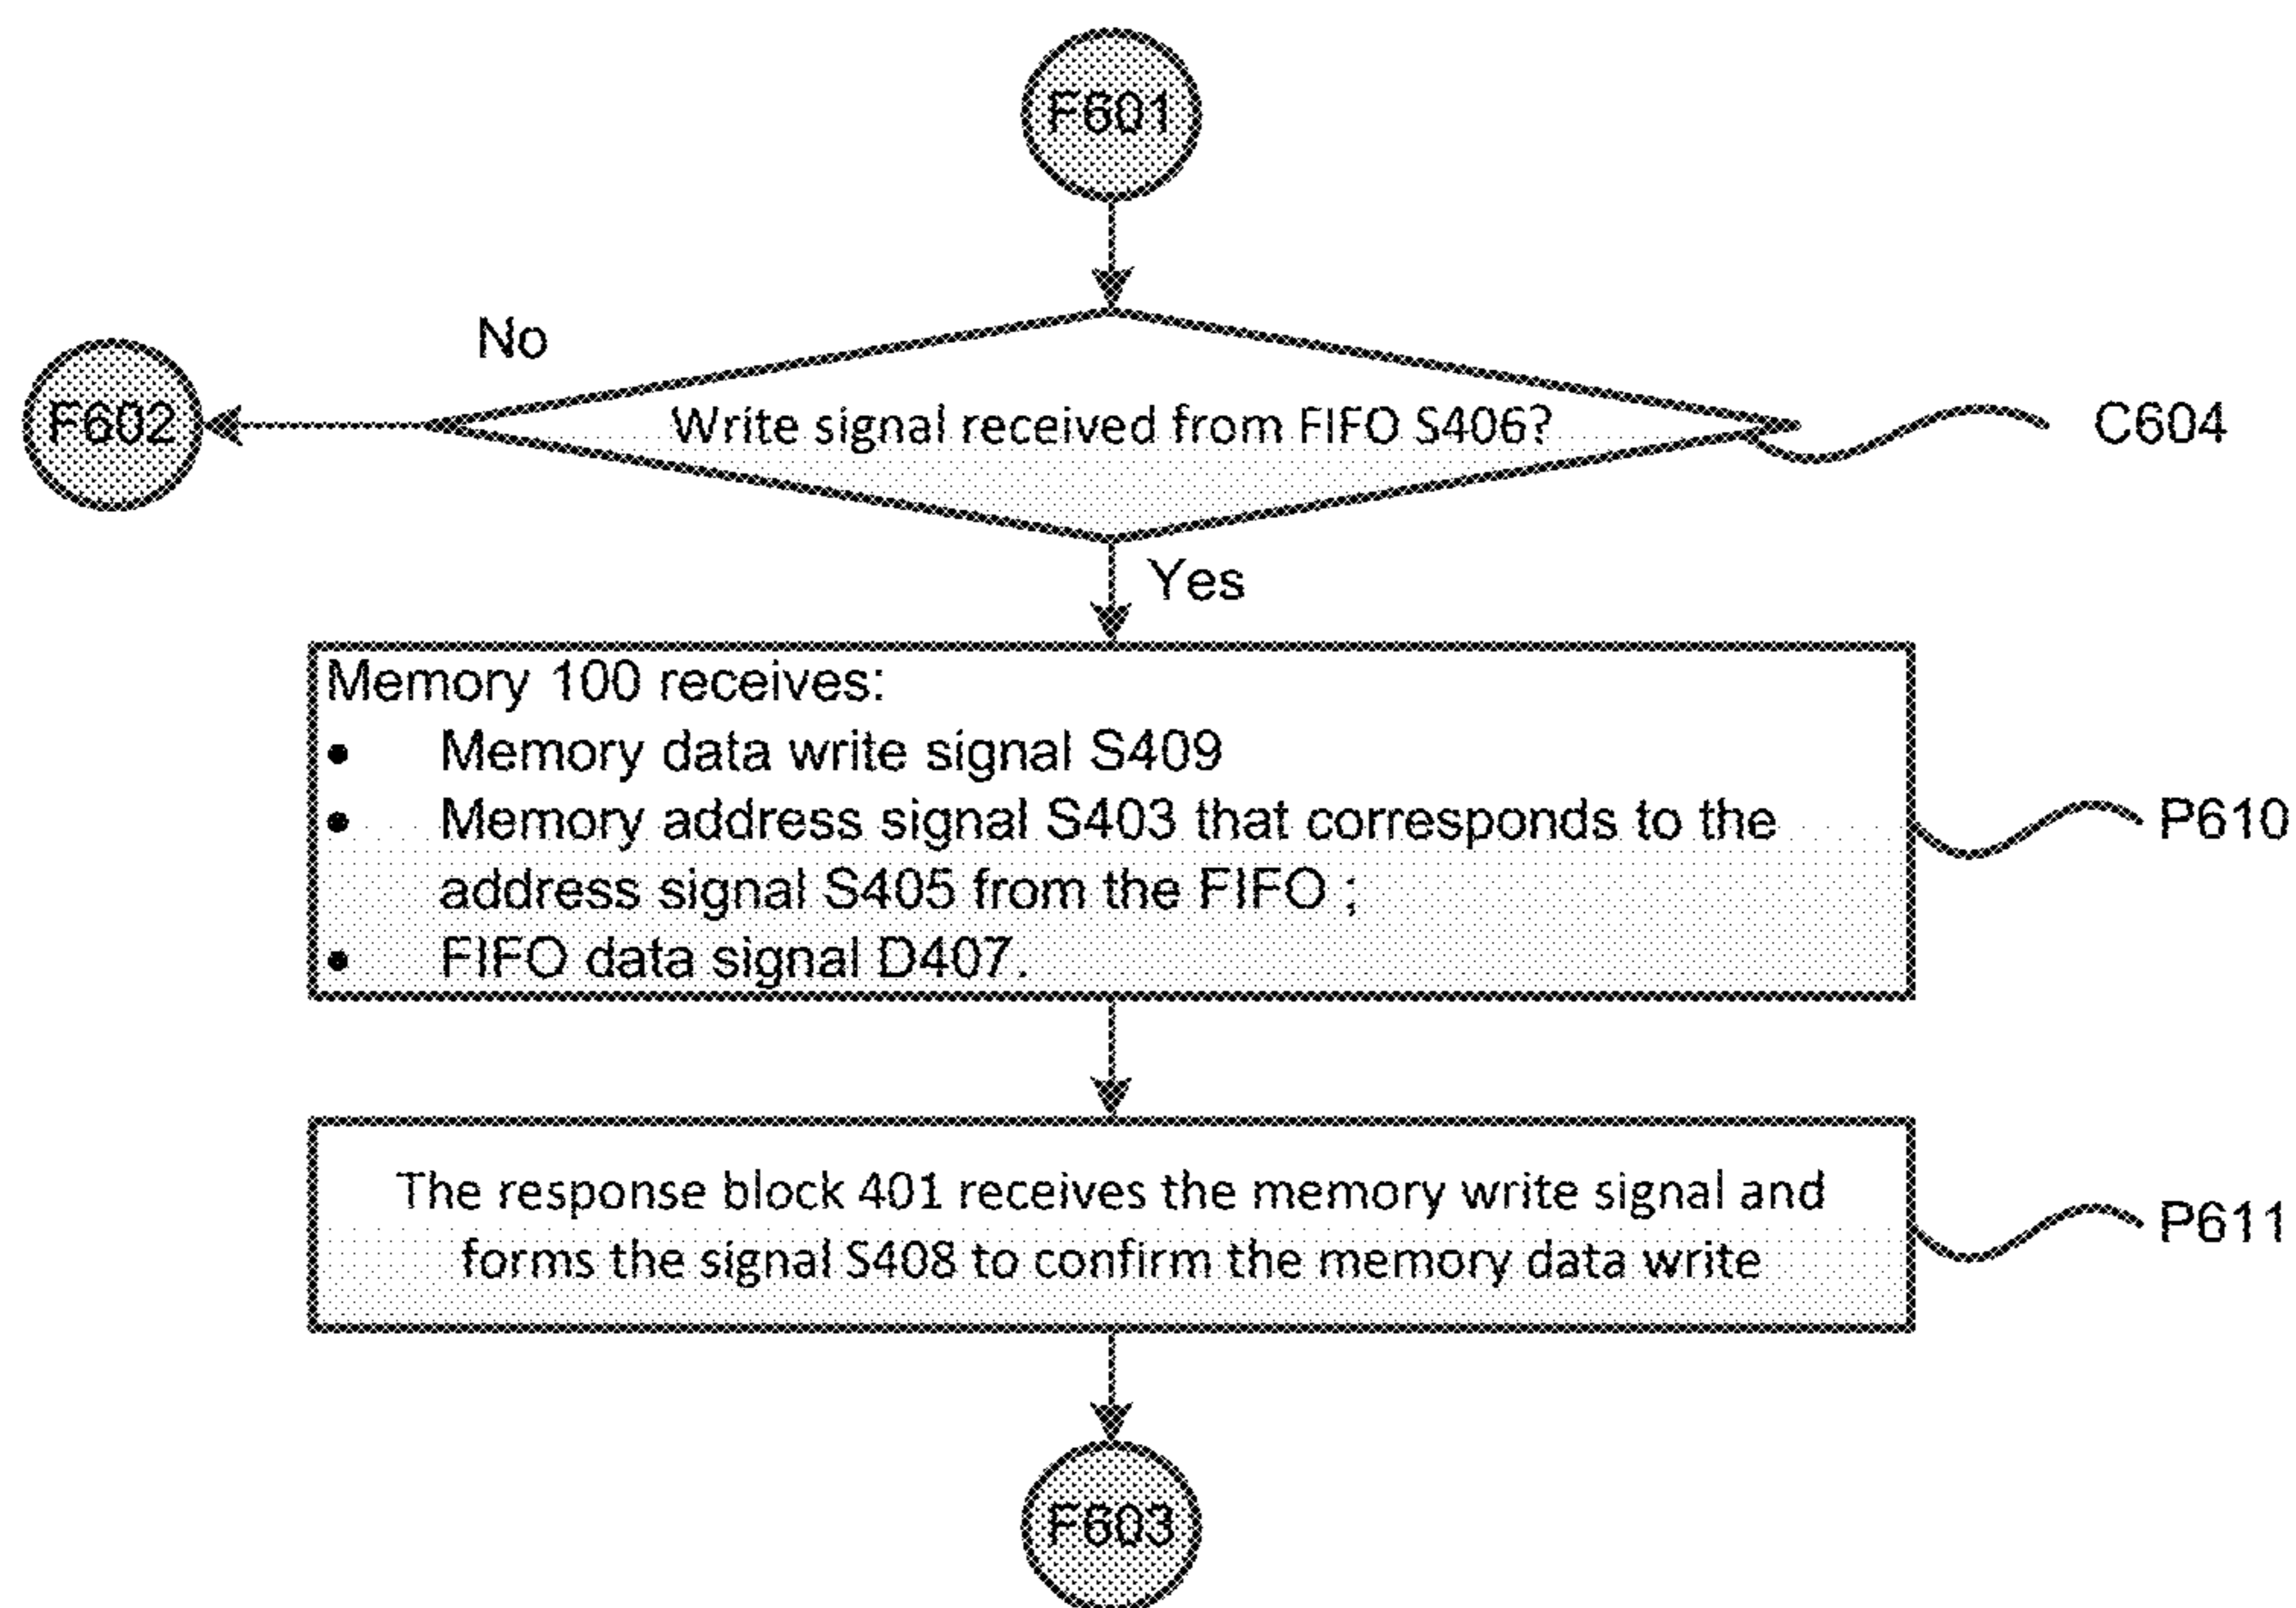 F601
No
F602
Write signal received from FIFO S406?
C604
Yes
Memory 100 receives:
• Memory data write signal S409
• Memory address signal S403 that corresponds to the
address signal S405 from the FIFO ;
• FIFO data signal D407.
P610
The response block 401 receives the memory write signal and
forms the signal S408 to confirm the memory data write
P611
F603